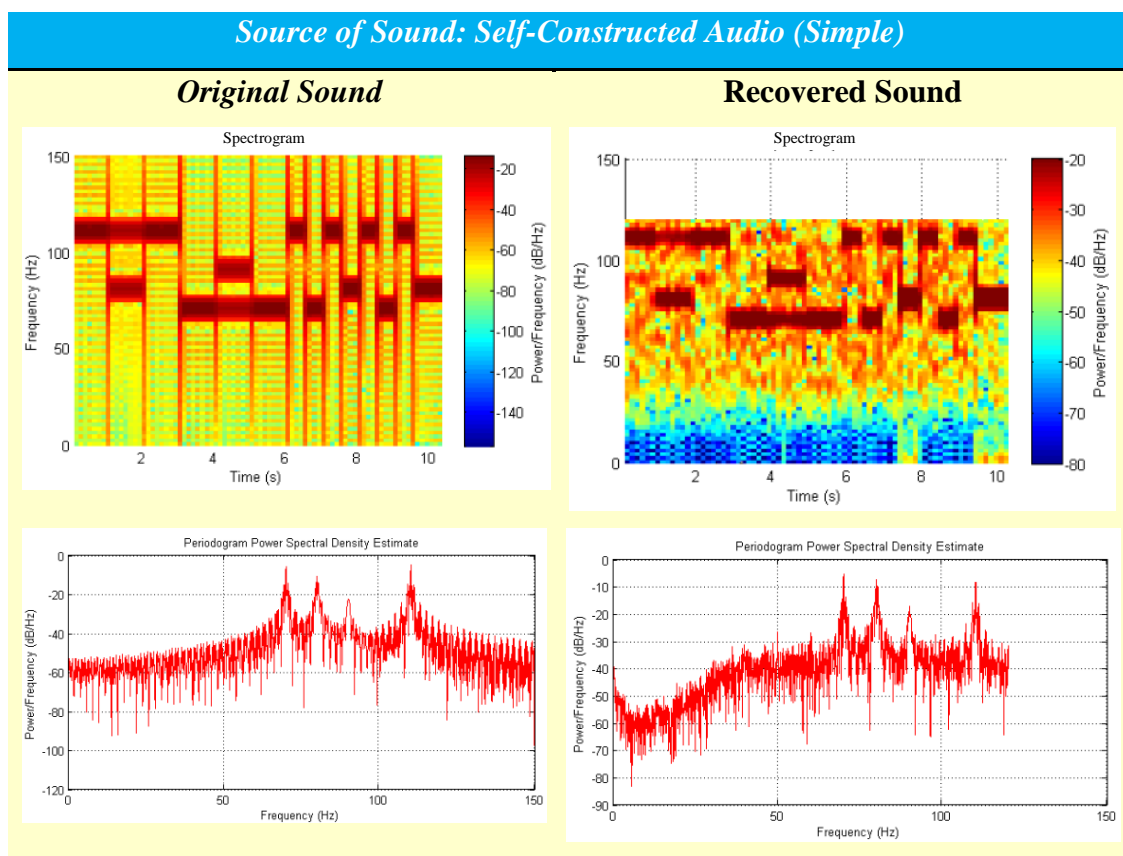 Source of Sound: Self-Constructed Audio (Simple)
Original Sound
Recovered Sound
Spectrogram
150
100
50
0
Frequency (Hz)
2 4 6 8 10
Time (s)
-20
-40
-60
-80
-100
-120
-140
Power/Frequency (dB/Hz)
Spectrogram
150
100
50
0
Frequency (Hz)
2 4 6 8 10
Time (s)
-20
-30
-40
-50
-60
-70
-80
Power/Frequency (dB/Hz)
Periodogram Power Spectral Density Estimate
0
-20
-40
-60
-80
-100
-120
Power/Frequency (dB/Hz)
0 50 100 150
Frequency (Hz)
Periodogram Power Spectral Density Estimate
0
-10
-20
-30
-40
-50
-60
-70
-80
-90
Power/Frequency (dB/Hz)
0 50 100 150
Frequency (Hz)